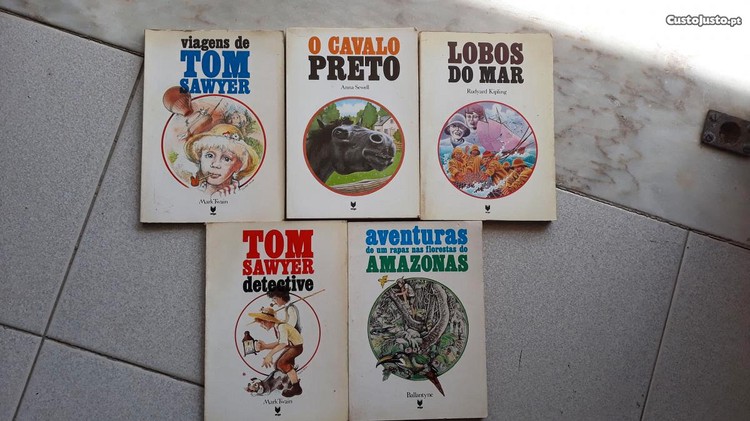 CustoJusto.pt
viagens de
TOM
SAWYER
Mark Twain
O CAVALO
PRETO
Anna Sewell
LOBOS
DO MAR
Rudyard Kipling
TOM
SAWYER
detective
Mark Twain
aventuras
de um rapaz nas florestas do
AMAZONAS
Ballantyne